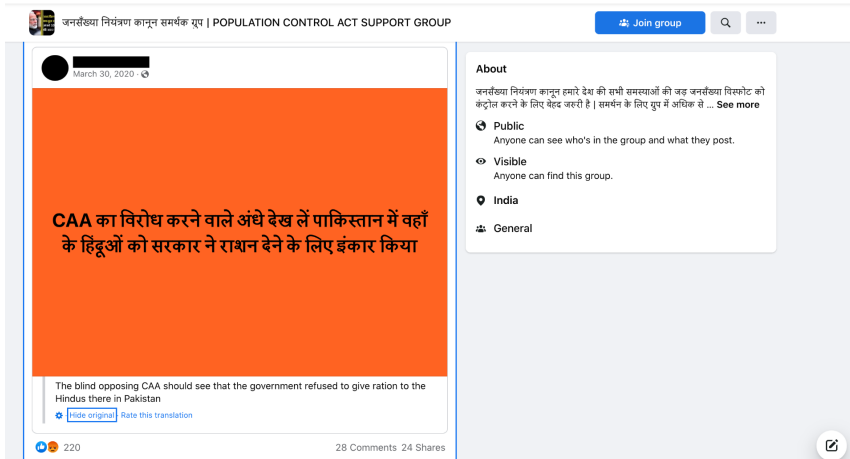 जनसँख्या नियंत्रण कानून समर्थक ग्रुप | POPULATION CONTROL ACT SUPPORT GROUP
Join group
March 30, 2020 ·
CAA का विरोध करने वाले अंधे देख लें पाकिस्तान में वहाँ
के हिंदूओं को सरकार ने राशन देने के लिए इंकार किया
The blind opposing CAA should see that the government refused to give ration to the
Hindus there in Pakistan
· Hide original · Rate this translation
220
28 Comments 24 Shares
About
जनसँख्या नियंत्रण कानून हमारे देश की सभी समस्याओं की जड़ जनसँख्या विस्फोट को
कंट्रोल करने के लिए बेहद जरुरी है | समर्थन के लिए ग्रुप में अधिक से ... See more
Public
Anyone can see who's in the group and what they post.
Visible
Anyone can find this group.
India
General